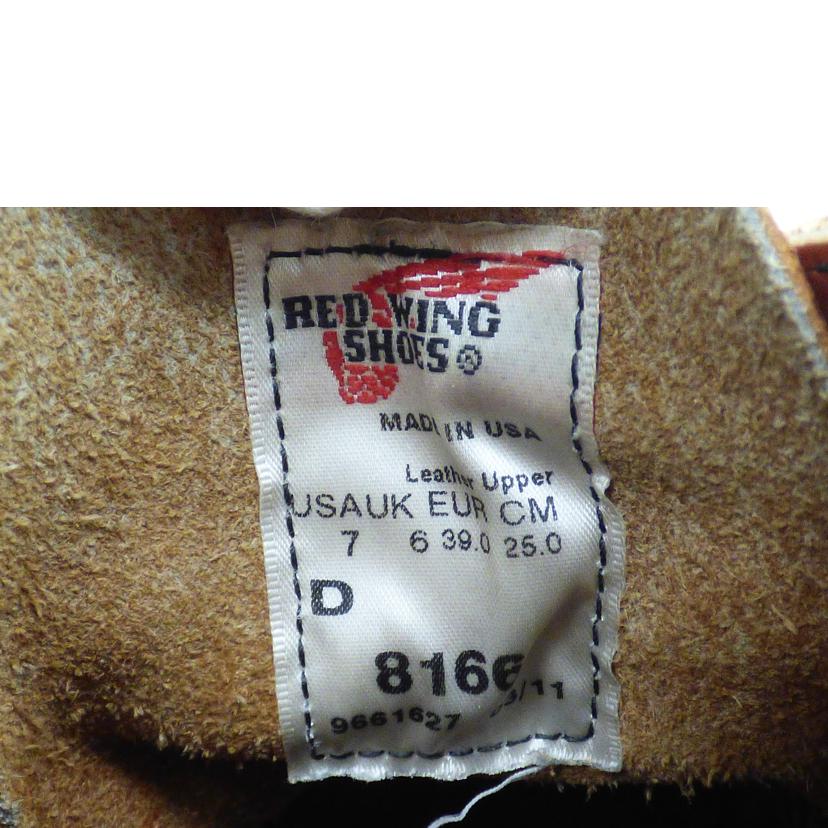 RED WING
SHOES®
MADE IN USA
Leather Upper
USA UK EUR CM
7 6 39.0 25.0
D
8166
9661627 /11